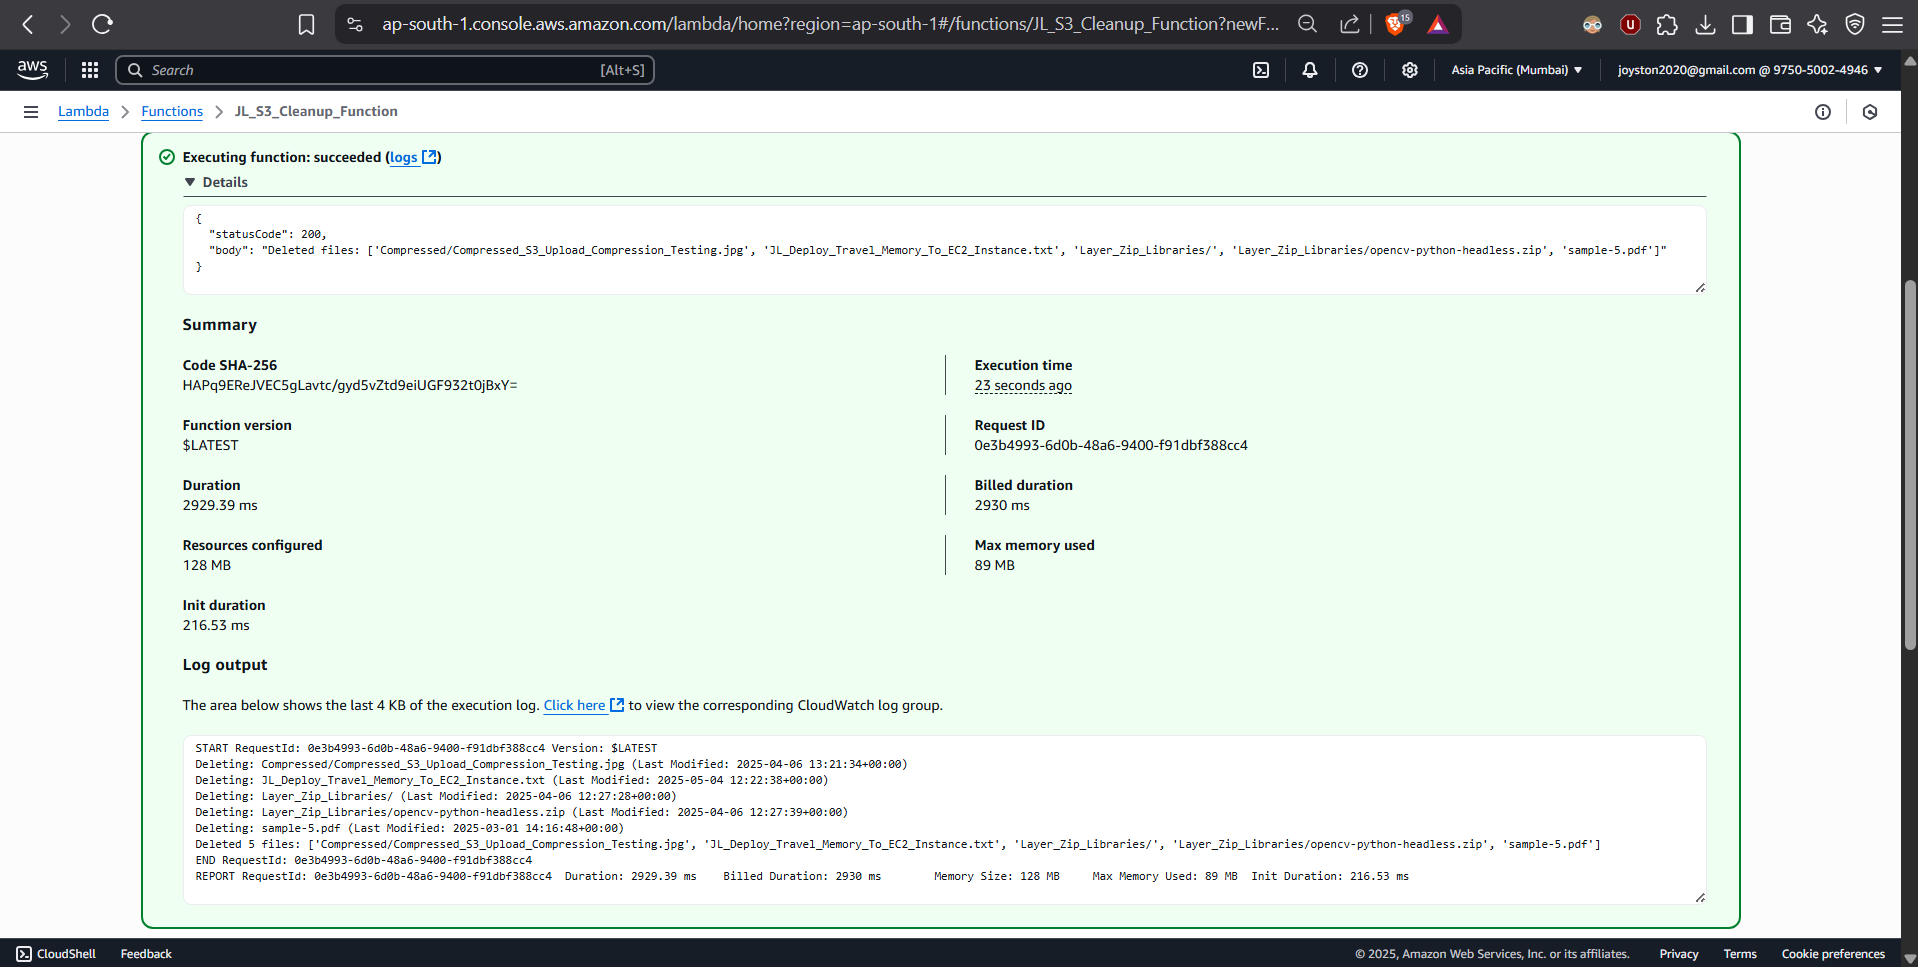 ap-south-1.console.aws.amazon.com/lambda/home?region=ap-south-1#/functions/JL_S3_Cleanup_Function?newF...
15
aws
Search
[Alt+S]
Asia Pacific (Mumbai)
joyston2020@gmail.com @ 9750-5002-4946
Lambda > Functions > JL_S3_Cleanup_Function
Executing function: succeeded (logs)
Details
{
"statusCode": 200,
"body": "Deleted files: ['Compressed/Compressed_S3_Upload_Compression_Testing.jpg', 'JL_Deploy_Travel_Memory_To_EC2_Instance.txt', 'Layer_Zip_Libraries/', 'Layer_Zip_Libraries/opencv-python-headless.zip', 'sample-5.pdf']"
}
Summary
Code SHA-256
HAPq9EReJVEC5gLavtc/gyd5vZtd9eiUGF932t0jBxY=
Execution time
23 seconds ago
Function version
$LATEST
Request ID
0e3b4993-6d0b-48a6-9400-f91dbf388cc4
Duration
2929.39 ms
Billed duration
2930 ms
Resources configured
128 MB
Max memory used
89 MB
Init duration
216.53 ms
Log output
The area below shows the last 4 KB of the execution log. Click here to view the corresponding CloudWatch log group.
START RequestId: 0e3b4993-6d0b-48a6-9400-f91dbf388cc4 Version: $LATEST
Deleting: Compressed/Compressed_S3_Upload_Compression_Testing.jpg (Last Modified: 2025-04-06 13:21:34+00:00)
Deleting: JL_Deploy_Travel_Memory_To_EC2_Instance.txt (Last Modified: 2025-05-04 12:22:38+00:00)
Deleting: Layer_Zip_Libraries/ (Last Modified: 2025-04-06 12:27:28+00:00)
Deleting: Layer_Zip_Libraries/opencv-python-headless.zip (Last Modified: 2025-04-06 12:27:39+00:00)
Deleting: sample-5.pdf (Last Modified: 2025-03-01 14:16:48+00:00)
Deleted 5 files: ['Compressed/Compressed_S3_Upload_Compression_Testing.jpg', 'JL_Deploy_Travel_Memory_To_EC2_Instance.txt', 'Layer_Zip_Libraries/', 'Layer_Zip_Libraries/opencv-python-headless.zip', 'sample-5.pdf']
END RequestId: 0e3b4993-6d0b-48a6-9400-f91dbf388cc4
REPORT RequestId: 0e3b4993-6d0b-48a6-9400-f91dbf388cc4 Duration: 2929.39 ms Billed Duration: 2930 ms Memory Size: 128 MB Max Memory Used: 89 MB Init Duration: 216.53 ms
CloudShell
Feedback
© 2025, Amazon Web Services, Inc. or its affiliates.
Privacy
Terms
Cookie preferences